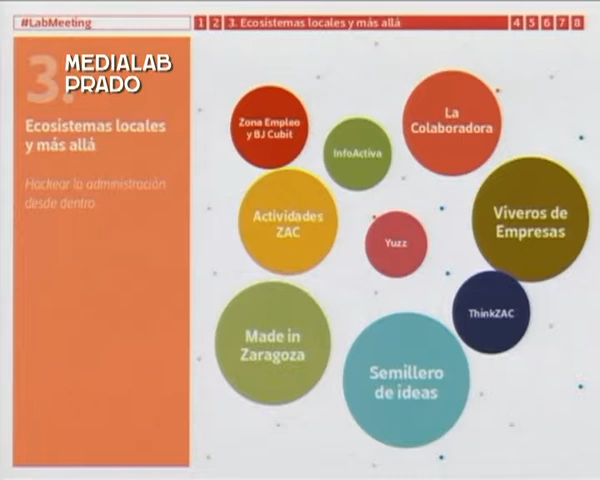 #LabMeeting
1 2 3. Ecosistemas locales y más allá 4 5 6 7 8
3.
MEDIALAB
PRADO
Ecosistemas locales
y más allá
Hackear la administración
desde dentro
Zona Empleo
y BJ Cubit
InfoActiva
La
Colaboradora
Actividades
ZAC
Yuzz
Viveros de
Empresas
ThinkZAC
Made in
Zaragoza
Semillero
de ideas